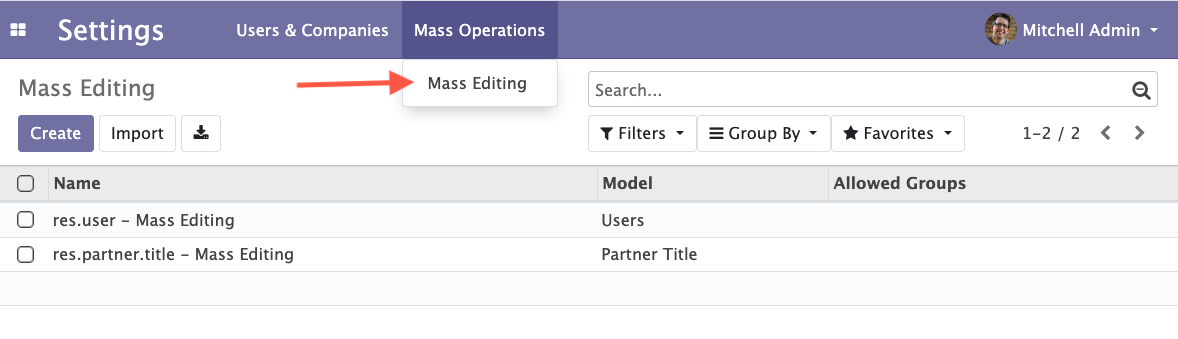 Settings Users & Companies Mass Operations Mitchell Admin
Mass Editing
Mass Editing
Search...
Create Import Filters Group By Favorites 1-2 / 2
Name Model Allowed Groups
res.user – Mass Editing Users
res.partner.title – Mass Editing Partner Title